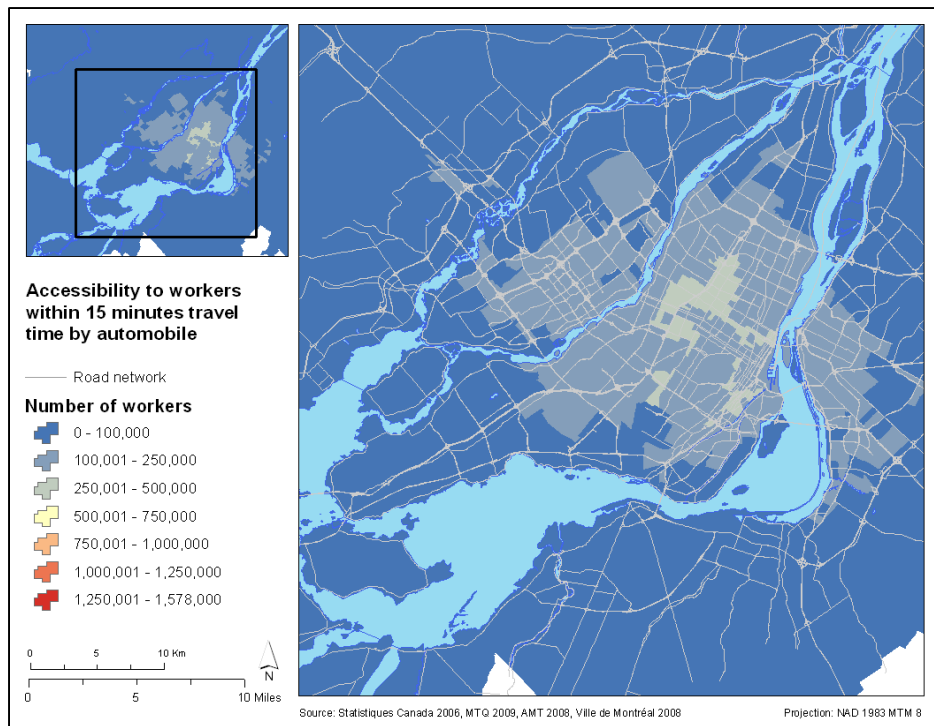 Accessibility to workers
within 15 minutes travel
time by automobile
Road network
Number of workers
0 - 100,000
100,001 - 250,000
250,001 - 500,000
500,001 - 750,000
750,001 - 1,000,000
1,000,001 - 1,250,000
1,250,001 - 1,578,000
0 5 10 Km
N
0 5 10 Miles
Source: Statistiques Canada 2006, MTQ 2009, AMT 2008, Ville de Montréal 2008
Projection: NAD 1983 MTM 8